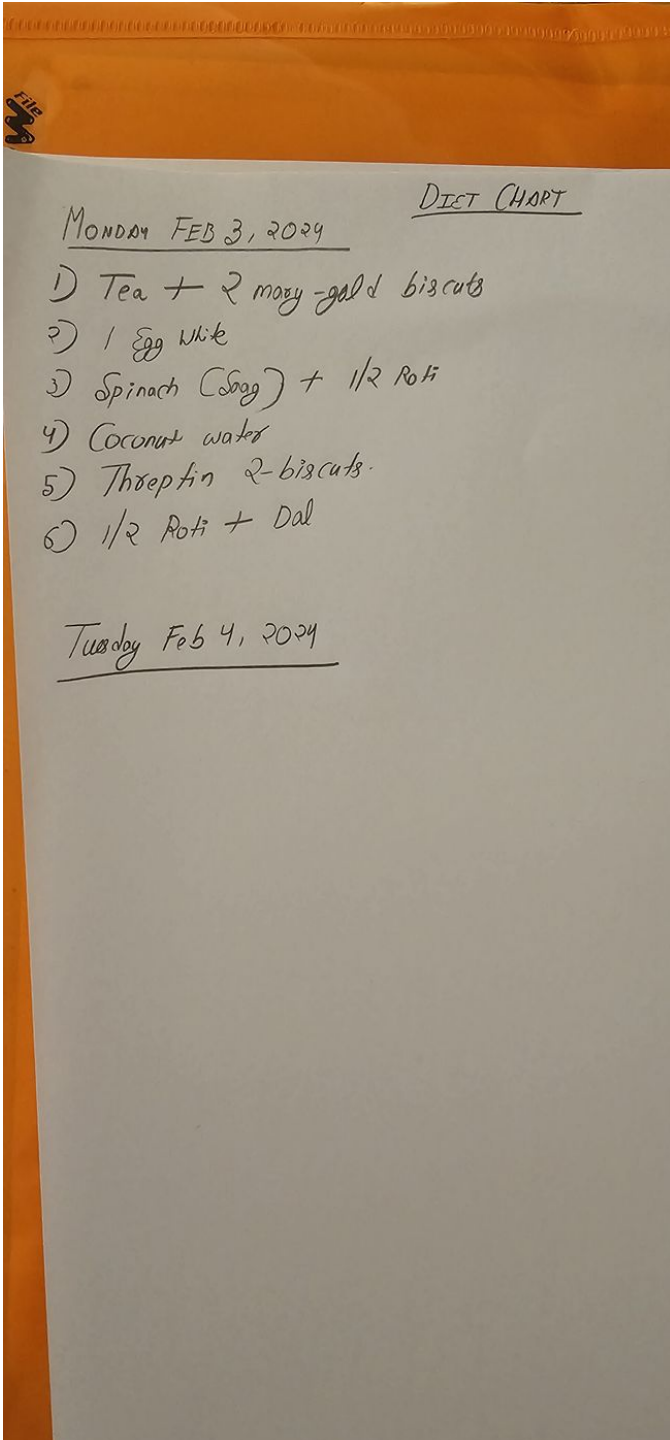 File
DIET CHART
MONDAY FEB 3, 2024
1) Tea + 2 mary-gold biscuts
2) 1 Egg White
3) Spinach (Saag) + 1/2 Roti
4) Coconut water
5) Threptin 2-biscuts.
6) 1/2 Roti + Dal
Tuesday Feb 4, 2024